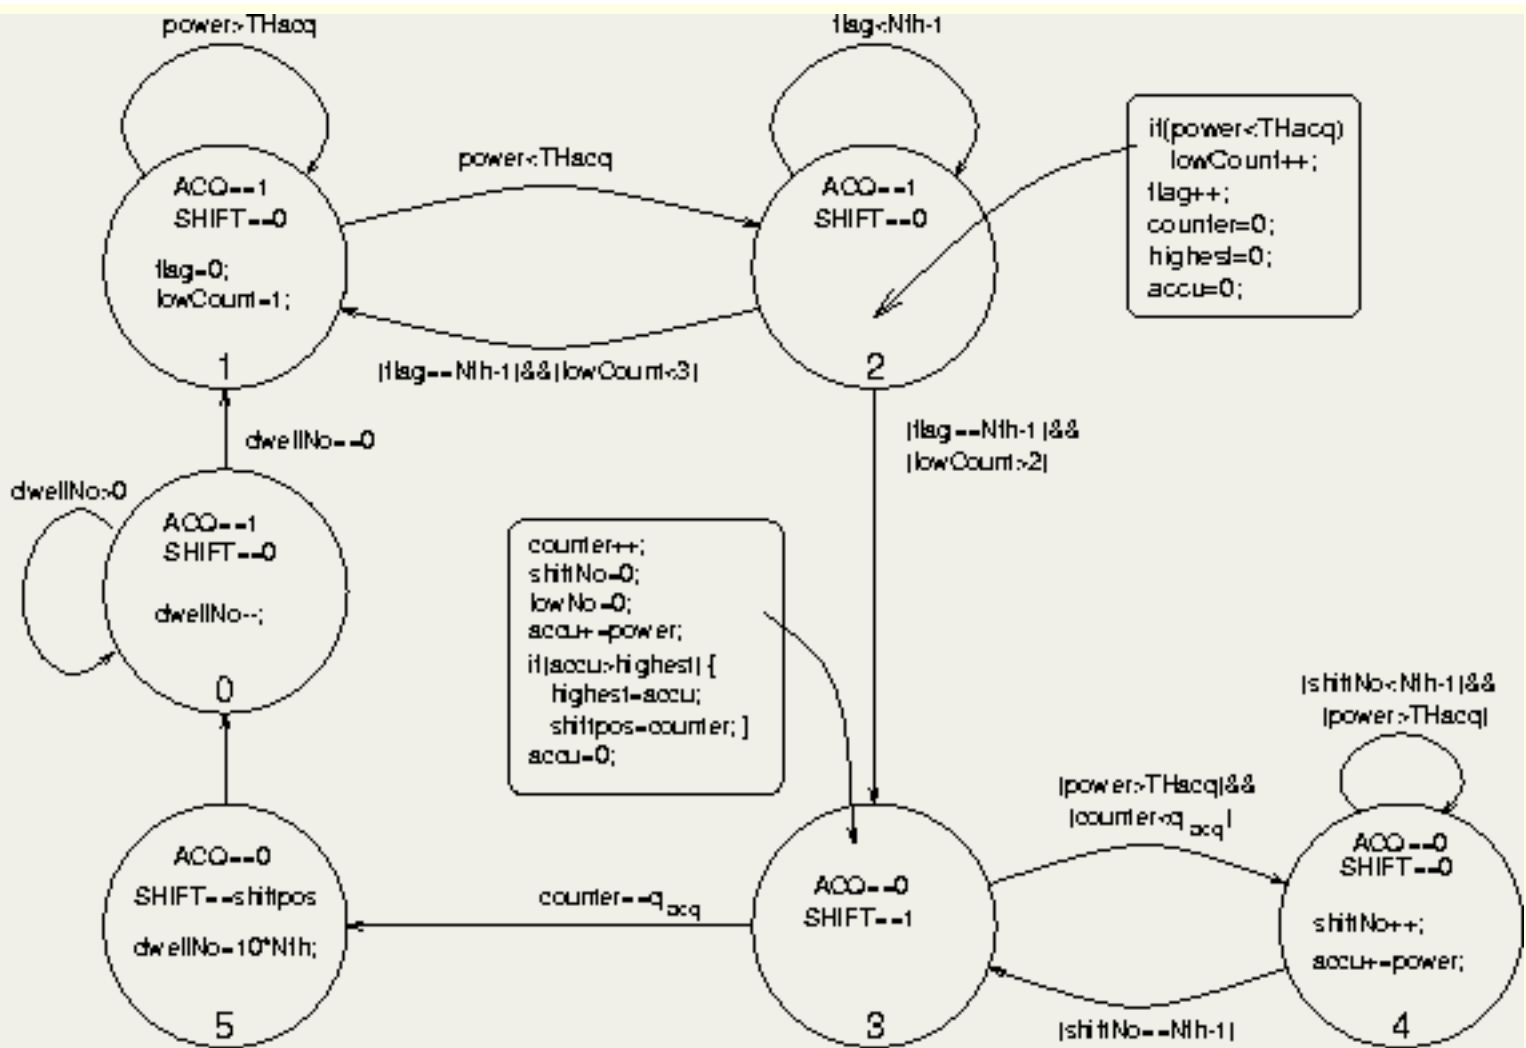 power>THacq
flag<Nth-1
ACQ==1
SHIFT==0
flag=0;
lowCount=1;
1
power<THacq
(flag==Nth-1)&&(lowCount<3)
ACQ==1
SHIFT==0
2
if(power<THacq)
lowCount++;
flag++;
counter=0;
highest=0;
accu=0;
dwellNo==0
(flag==Nth-1)&&
(lowCount>2)
dwellNo>0
ACQ==1
SHIFT==0
dwellNo--;
0
counter++;
shiftNo=0;
lowNo=0;
accu+=power;
if(accu>highest) {
highest=accu;
shiftpos=counter; }
accu=0;
(shiftNo<Nth-1)&&
(power>THacq)
(power>THacq)&&
(counter<q acq)
ACQ==0
SHIFT==0
shiftNo++;
accu+=power;
4
ACQ==0
SHIFT==shiftpos
dwellNo=10*Nth;
5
counter==q acq
ACQ==0
SHIFT==1
3
(shiftNo==Nth-1)